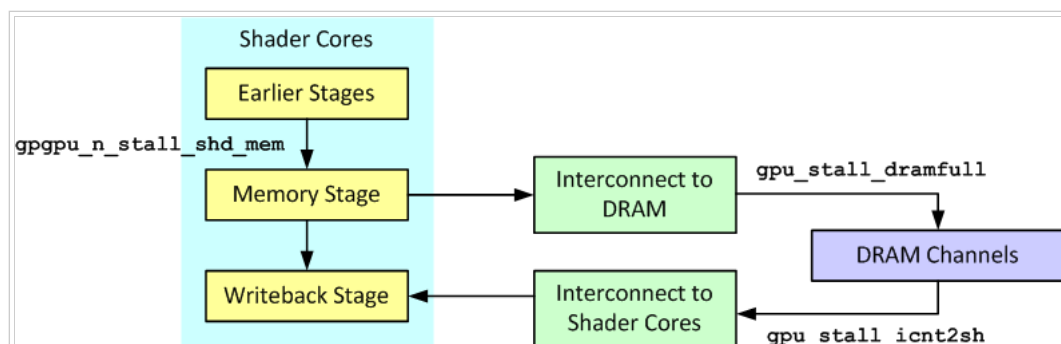 Shader Cores
Earlier Stages
gpgpu_n_stall_shd_mem
Memory Stage
Interconnect to
DRAM
gpu_stall_dramfull
DRAM Channels
Writeback Stage
Interconnect to
Shader Cores
gpu_stall_icnt2sh